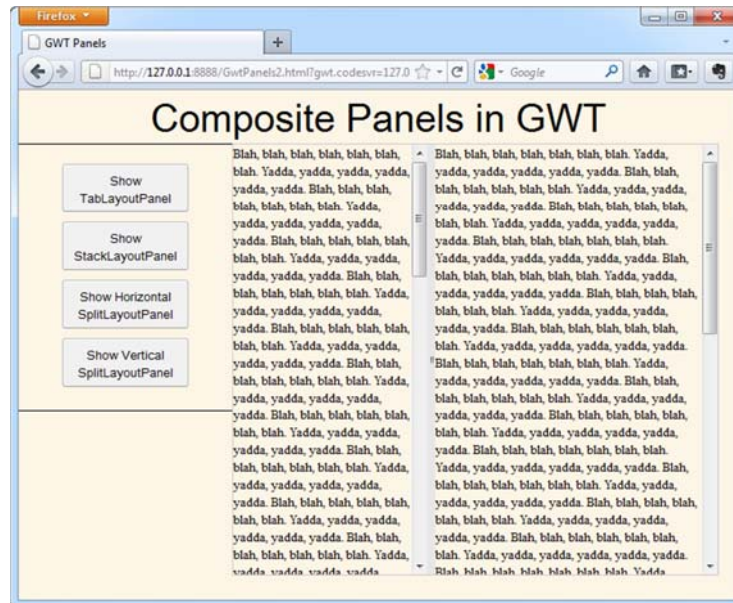 Firefox
GWT Panels
http://127.0.0.1:8888/GwtPanels2.html?gwt.codesvr=127.0
Google
Composite Panels in GWT
Show
TabLayoutPanel
Show
StackLayoutPanel
Show Horizontal
SplitLayoutPanel
Show Vertical
SplitLayoutPanel
Blah, blah, blah, blah, blah, blah,
blah. Yadda, yadda, yadda, yadda,
yadda, yadda. Blah, blah, blah,
blah, blah, blah, blah. Yadda,
yadda, yadda, yadda, yadda,
yadda. Blah, blah, blah, blah, blah,
blah, blah. Yadda, yadda, yadda,
yadda, yadda, yadda. Blah, blah,
blah, blah, blah, blah, blah. Yadda,
yadda, yadda, yadda, yadda,
yadda. Blah, blah, blah, blah, blah,
blah, blah. Yadda, yadda, yadda,
yadda, yadda, yadda. Blah, blah,
blah, blah, blah, blah, blah. Yadda,
yadda, yadda, yadda, yadda,
yadda. Blah, blah, blah, blah, blah,
blah, blah. Yadda, yadda, yadda,
yadda, yadda, yadda. Blah, blah,
blah, blah, blah, blah, blah. Yadda,
yadda, yadda, yadda, yadda,
yadda. Blah, blah, blah, blah, blah,
blah, blah. Yadda, yadda, yadda,
yadda, yadda, yadda. Blah, blah,
blah, blah, blah, blah, blah. Yadda,
yadda, yadda, yadda, yadda,
Blah, blah, blah, blah, blah, blah, blah. Yadda,
yadda, yadda, yadda, yadda, yadda. Blah, blah,
blah, blah, blah, blah, blah. Yadda, yadda, yadda,
yadda, yadda, yadda. Blah, blah, blah, blah, blah,
blah, blah. Yadda, yadda, yadda, yadda, yadda,
yadda. Blah, blah, blah, blah, blah, blah, blah.
Yadda, yadda, yadda, yadda, yadda, yadda. Blah,
blah, blah, blah, blah, blah, blah. Yadda, yadda,
yadda, yadda, yadda, yadda. Blah, blah, blah, blah,
blah, blah, blah. Yadda, yadda, yadda, yadda,
yadda, yadda. Blah, blah, blah, blah, blah, blah,
blah. Yadda, yadda, yadda, yadda, yadda, yadda.
Blah, blah, blah, blah, blah, blah, blah. Yadda,
yadda, yadda, yadda, yadda, yadda. Blah, blah,
blah, blah, blah, blah, blah. Yadda, yadda, yadda,
yadda, yadda, yadda. Blah, blah, blah, blah, blah,
blah, blah. Yadda, yadda, yadda, yadda, yadda,
yadda. Blah, blah, blah, blah, blah, blah, blah.
Yadda, yadda, yadda, yadda, yadda, yadda. Blah,
blah, blah, blah, blah, blah, blah. Yadda, yadda,
yadda, yadda, yadda, yadda. Blah, blah, blah, blah,
blah, blah, blah. Yadda, yadda, yadda, yadda,
yadda, yadda. Blah, blah, blah, blah, blah, blah,
blah. Yadda, yadda, yadda, yadda, yadda, yadda.
Blah, blah, blah, blah, blah, blah, blah. Yadda,